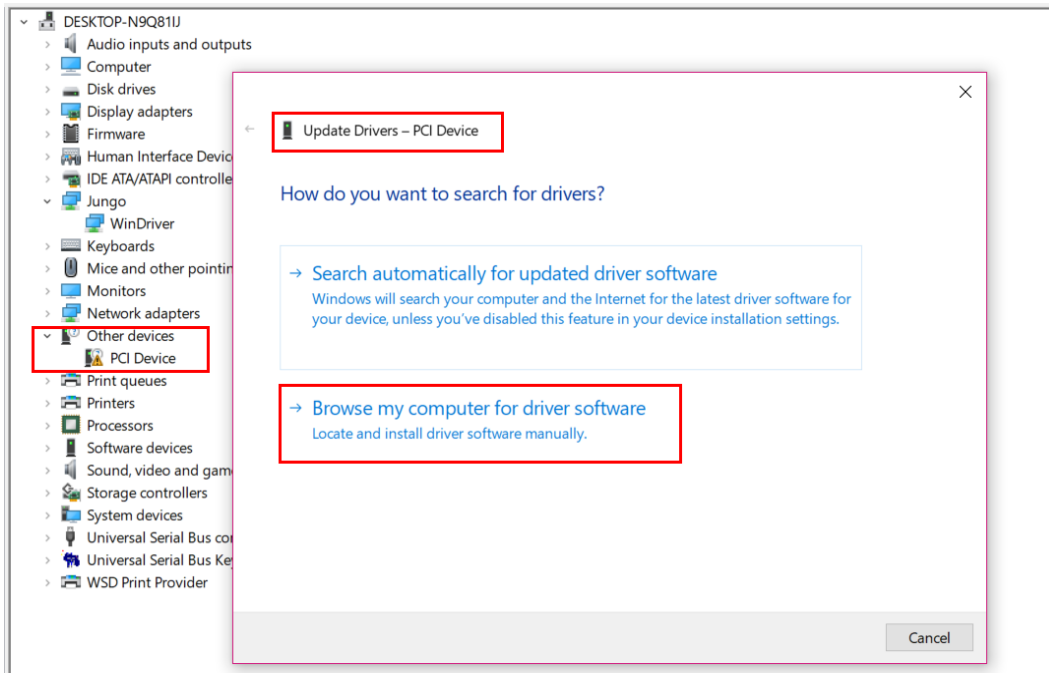 DESKTOP-N9Q81IJ
Audio inputs and outputs
Computer
Disk drives
Display adapters
Firmware
Human Interface Devic
IDE ATA/ATAPI controlle
Jungo
WinDriver
Keyboards
Mice and other pointin
Monitors
Network adapters
Other devices
PCI Device
Print queues
Printers
Processors
Software devices
Sound, video and gam
Storage controllers
System devices
Universal Serial Bus co
Universal Serial Bus Ke
WSD Print Provider
Update Drivers – PCI Device
How do you want to search for drivers?
Search automatically for updated driver software
Windows will search your computer and the Internet for the latest driver software for
your device, unless you've disabled this feature in your device installation settings.
Browse my computer for driver software
Locate and install driver software manually.
Cancel